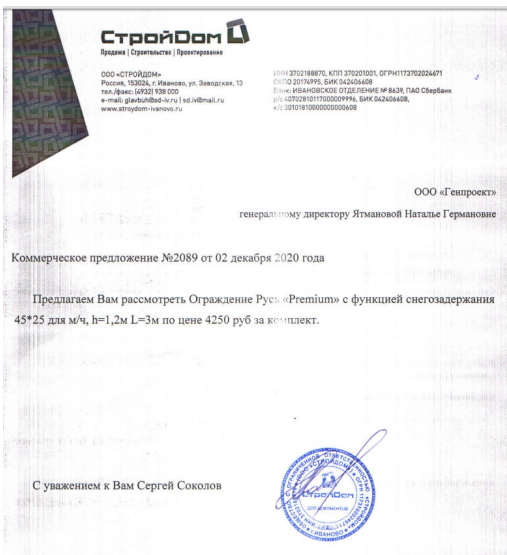 СтройDом
Продажа | Строительство | Проектирование
ООО «СТРОЙДОМ»
Россия, 153024, г. Иваново, ул. Заводская, 13
тел./факс: (4932) 938 000
e-mail: glavbuh@sd-iv.ru | sd.iv@mail.ru
www.stroydom-ivanovo.ru
ИНН 3702188870, КПП 370201001, ОГРН1173702024671
ОКПО 20174995, БИК 042406608
Банк: ИВАНОВСКОЕ ОТДЕЛЕНИЕ № 8639, ПАО Сбербанк
р/с 40702810117000009996, БИК 042406608,
к/с 30101810000000000608
ООО «Генпроект»
генеральному директору Ятмановой Наталье Германовне
Коммерческое предложение №2089 от 02 декабря 2020 года
Предлагаем Вам рассмотреть Ограждение Русь «Premium» с функцией снегозадержания
45*25 для м/ч, h=1,2м L=3м по цене 4250 руб за комплект.
С уважением к Вам Сергей Соколов
СтройDом
ДЛЯ ДОКУМЕНТОВ